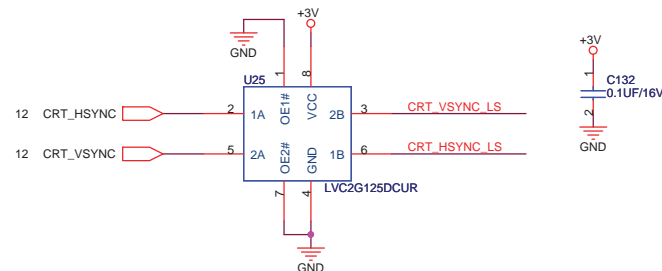 +3V
GND
1
8
U25
OE1#
VCC
12 CRT_HSYNC
2
1A
2B
3
CRT_VSYNC_LS
12 CRT_VSYNC
5
2A
1B
6
CRT_HSYNC_LS
OE2#
GND
LVC2G125DCUR
7
4
GND
+3V
1
C132
0.1UF/16V
2
GND